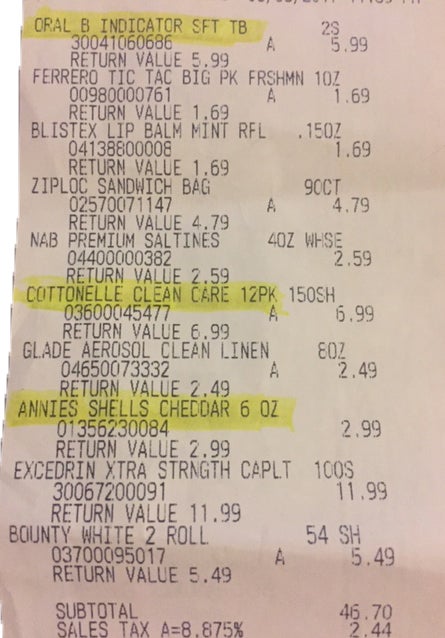 ORAL B INDICATOR SFT TB 2S
30041060686 A 5.99
RETURN VALUE 5.99
FERRERO TIC TAC BIG PK FRSHMN 1OZ
00980000761 A 1.69
RETURN VALUE 1.69
BLISTEX LIP BALM MINT RFL .15OZ
04138800008 1.69
RETURN VALUE 1.69
ZIPLOC SANDWICH BAG 90CT
02570071147 A 4.79
RETURN VALUE 4.79
NAB PREMIUM SALTINES 4OZ WHSE
04400000382 2.59
RETURN VALUE 2.59
COTTONELLE CLEAN CARE 12PK 150SH
03600045477 A 6.99
RETURN VALUE 6.99
GLADE AEROSOL CLEAN LINEN 8OZ
04650073332 A 2.49
RETURN VALUE 2.49
ANNIES SHELLS CHEDDAR 6 OZ
01356230084 2.99
RETURN VALUE 2.99
EXCEDRIN XTRA STRNGTH CAPLT 100S
30067200091 11.99
RETURN VALUE 11.99
BOUNTY WHITE 2 ROLL 54 SH
03700095017 A 5.49
RETURN VALUE 5.49
SUBTOTAL 46.70
SALES TAX A=8.875% 2.44